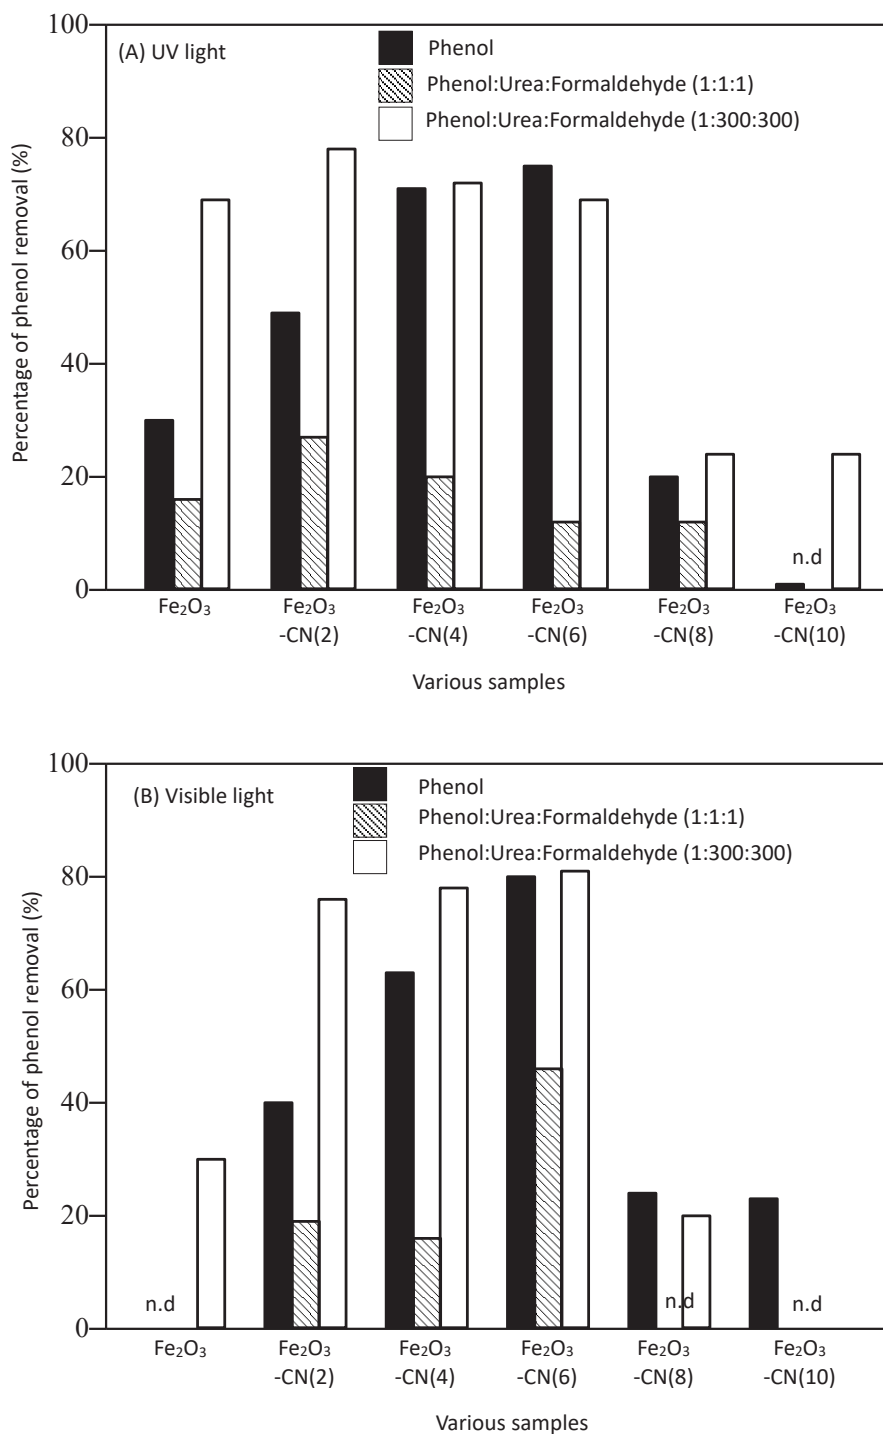 100
(A) UV light
Phenol
Phenol:Urea:Formaldehyde (1:1:1)
Phenol:Urea:Formaldehyde (1:300:300)
80
60
40
20
0
n.d
Percentage of phenol removal (%)
Fe₂O₃
Fe₂O₃
-CN(2)
Fe₂O₃
-CN(4)
Fe₂O₃
-CN(6)
Fe₂O₃
-CN(8)
Fe₂O₃
-CN(10)
Various samples
100
(B) Visible light
Phenol
Phenol:Urea:Formaldehyde (1:1:1)
Phenol:Urea:Formaldehyde (1:300:300)
80
60
40
20
0
n.d
n.d
n.d
Percentage of phenol removal (%)
Fe₂O₃
Fe₂O₃
-CN(2)
Fe₂O₃
-CN(4)
Fe₂O₃
-CN(6)
Fe₂O₃
-CN(8)
Fe₂O₃
-CN(10)
Various samples